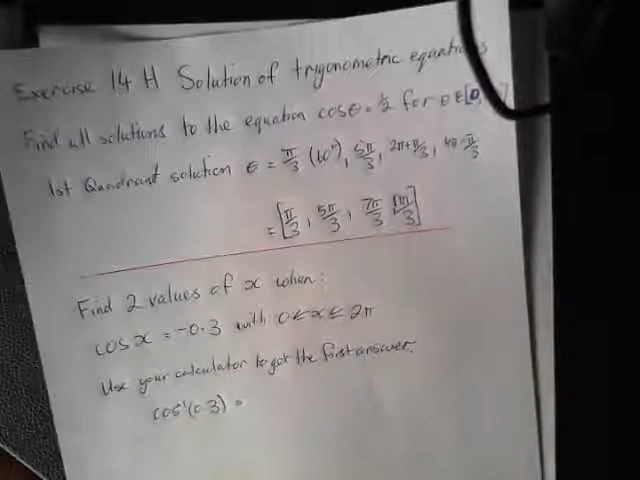 Exercise 14 H Solution of trigonometric equations
Find all solutions to the equation cosθ = ½ for θ ∈ [0,
1st Quadrant solution θ = π/3 (60°), 5π/3, 2π+π/3, 4π-π/3
= [π/3, 5π/3, 7π/3 11π/3]
Find 2 values of x when:
cos x = -0.3 with 0 ≤ x ≤ 2π
Use your calculator to get the first answer.
cos⁻¹(0.3) =